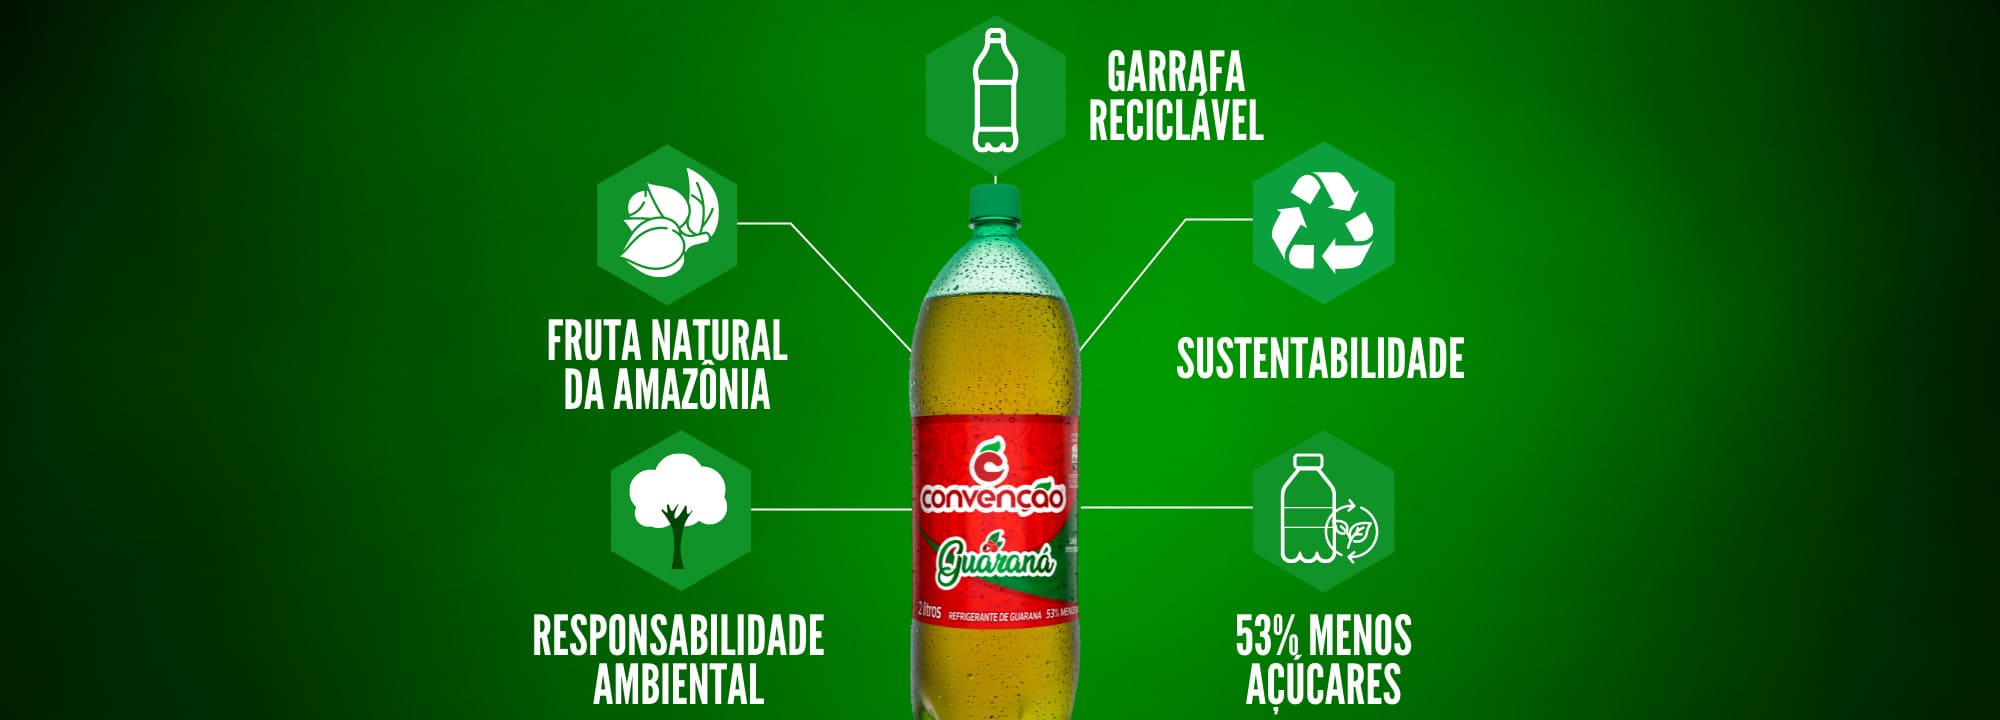 GARRAFA
RECICLÁVEL
FRUTA NATURAL
DA AMAZÔNIA
SUSTENTABILIDADE
convenção
Guaraná
2 litros REFRIGERANTE DE GUARANÁ 53% MENOS
RESPONSABILIDADE
AMBIENTAL
53% MENOS
AÇÚCARES